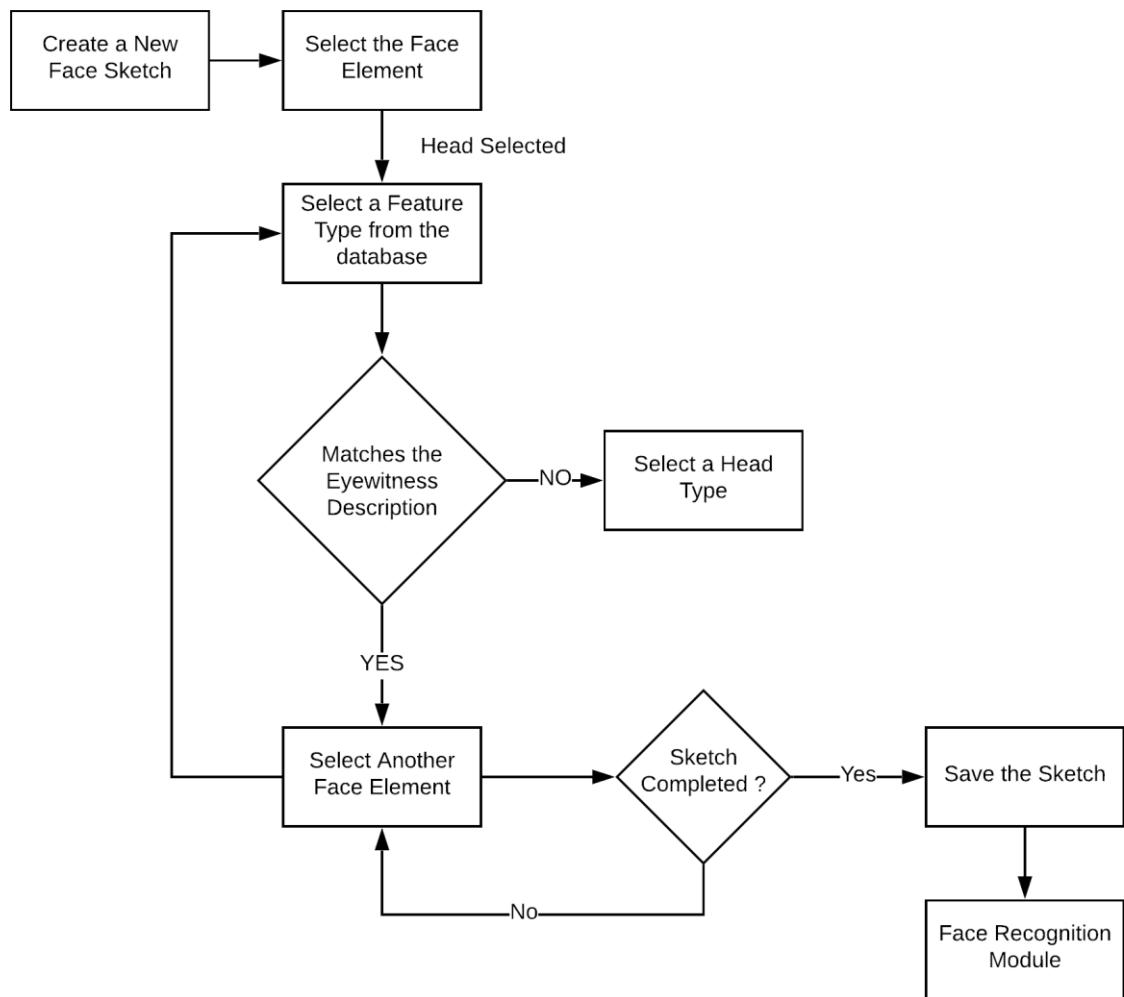 Create a New
Face Sketch
Select the Face
Element
Head Selected
Select a Feature
Type from the
database
Matches the
Eyewitness
Description
NO
Select a Head
Type
YES
Select Another
Face Element
Sketch
Completed ?
Yes
Save the Sketch
No
Face Recognition
Module